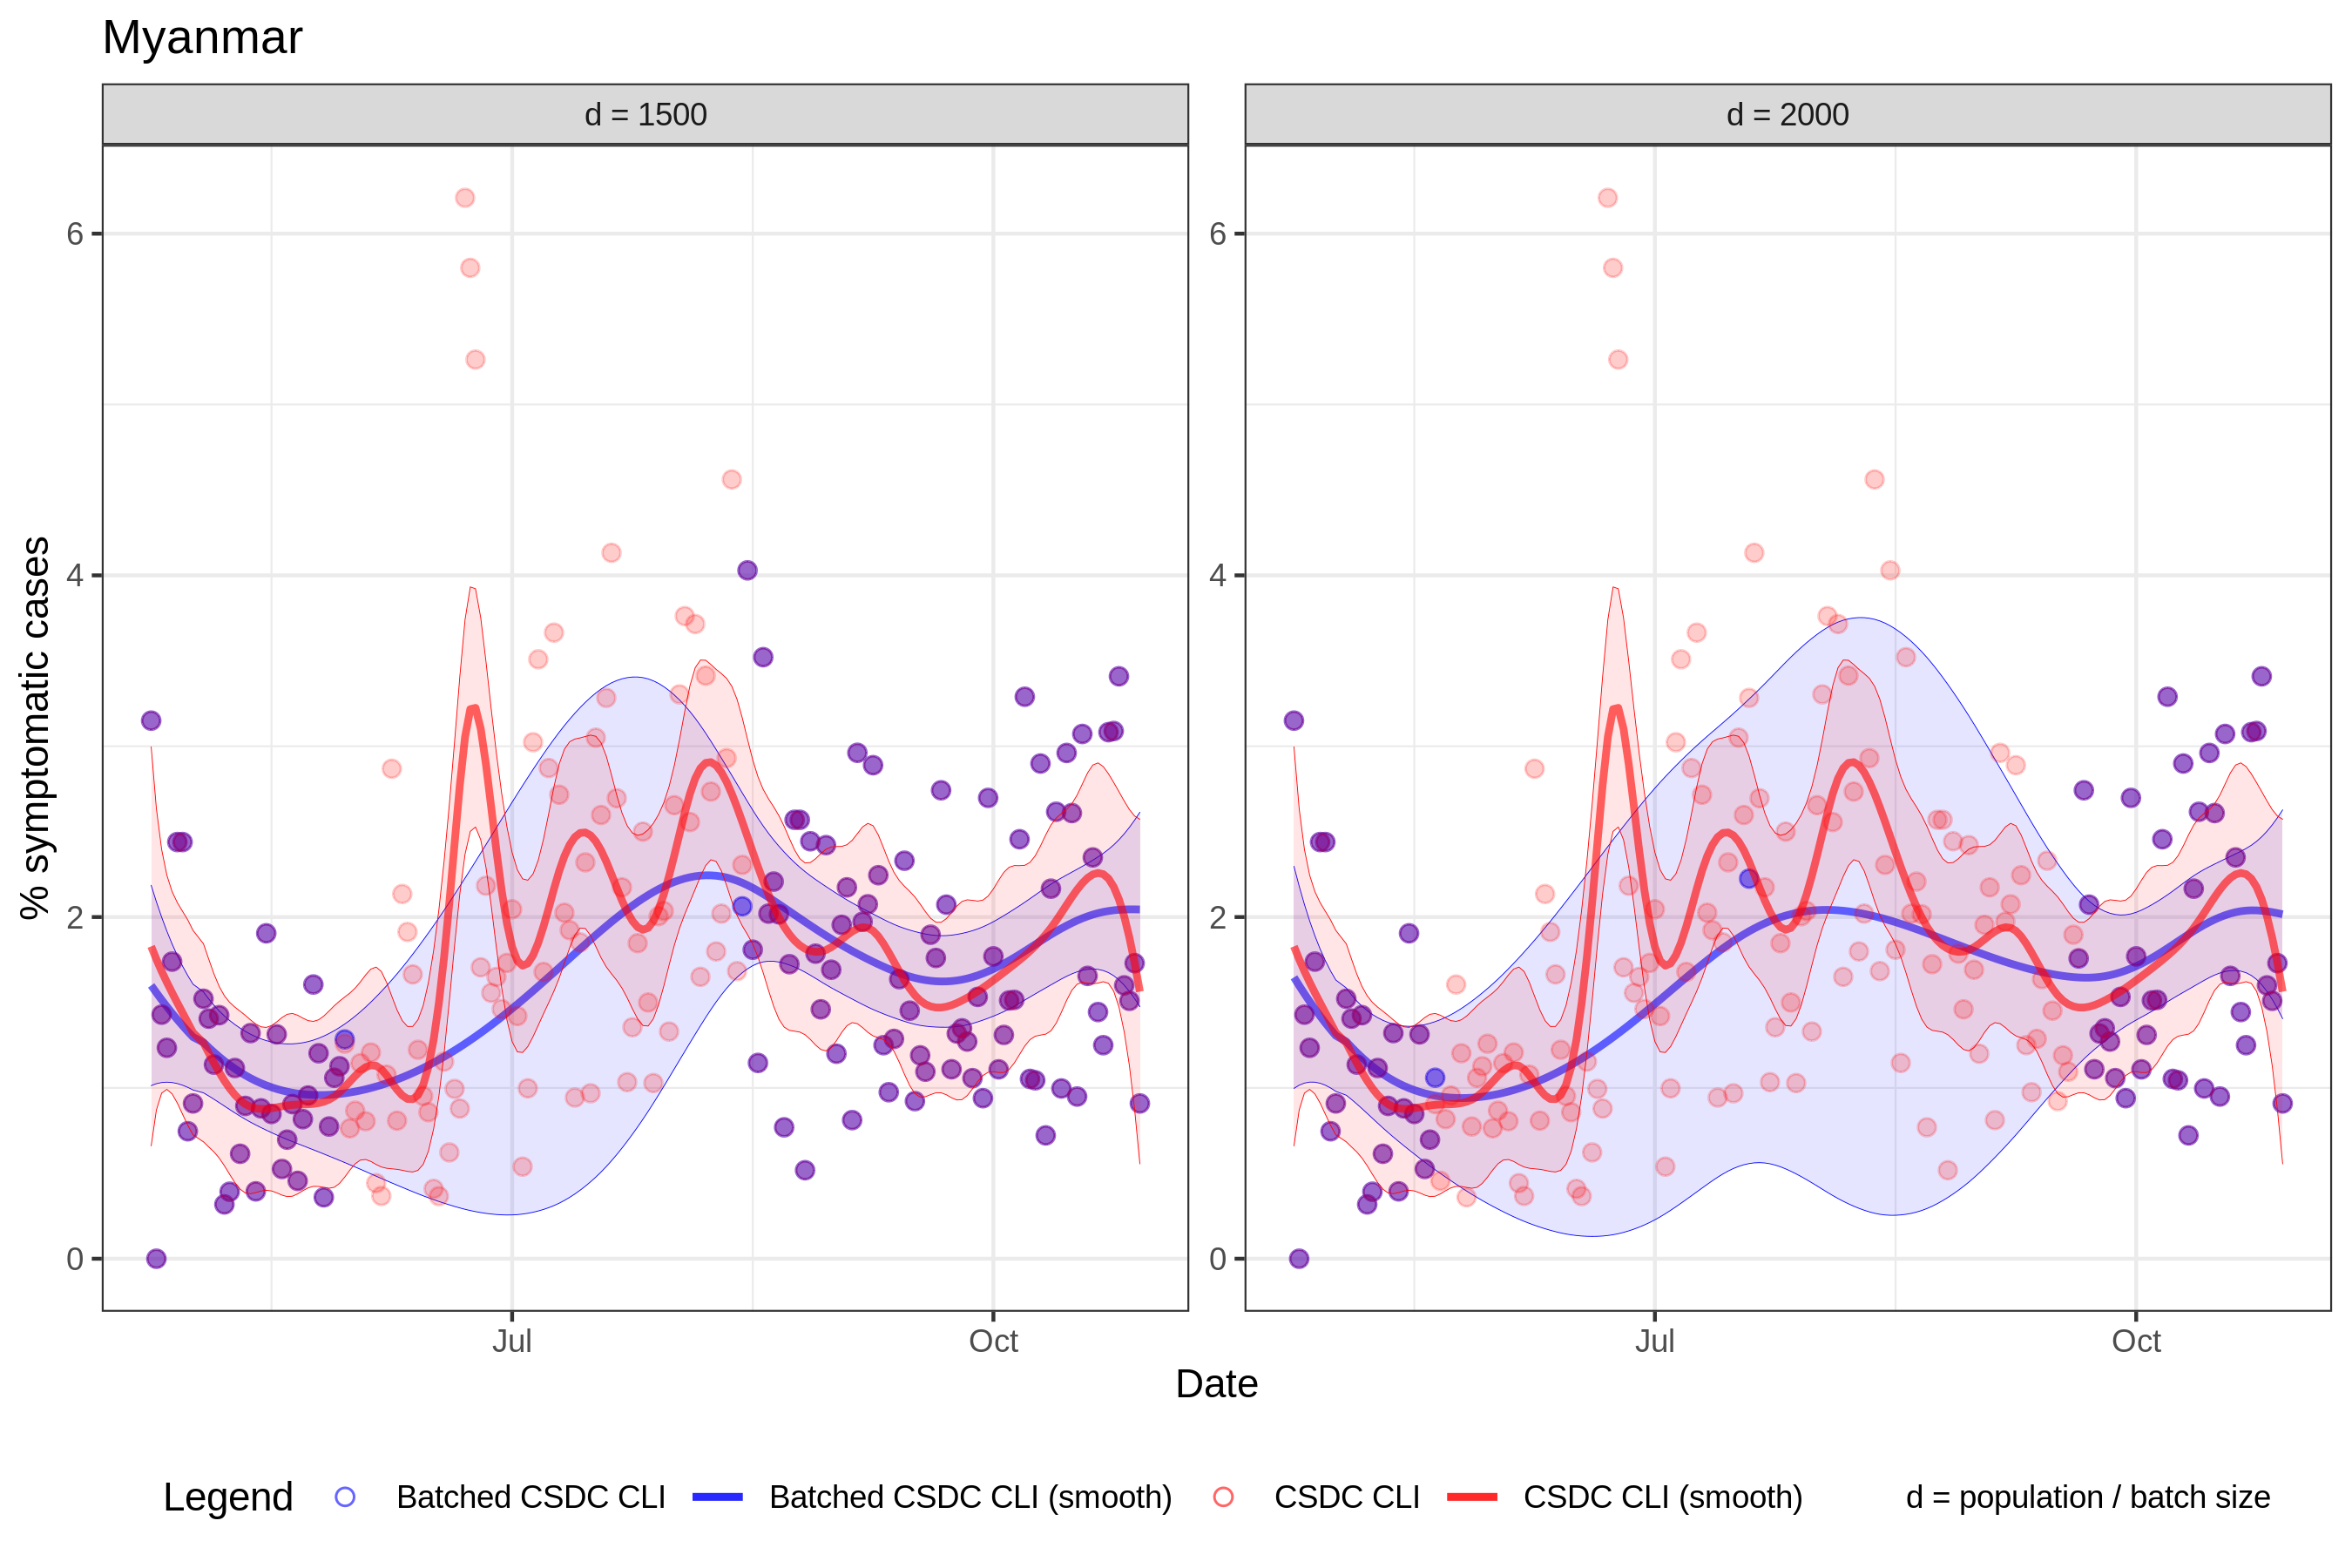 Myanmar
d = 1500
d = 2000
% symptomatic cases
6
4
2
0
6
4
2
0
Jul
Oct
Jul
Oct
Date
Legend
Batched CSDC CLI
Batched CSDC CLI (smooth)
CSDC CLI
CSDC CLI (smooth)
d = population / batch size